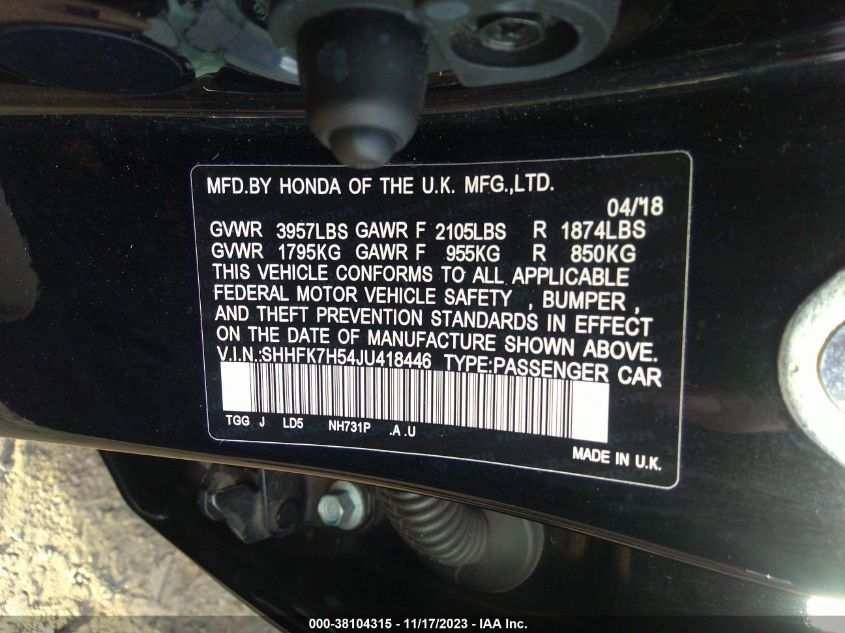 MFD.BY HONDA OF THE U.K. MFG.,LTD.
04/'18
GVWR 3957LBS GAWR F 2105LBS R 1874LBS
GVWR 1795KG GAWR F 955KG R 850KG
THIS VEHICLE CONFORMS TO ALL APPLICABLE
FEDERAL MOTOR VEHICLE SAFETY , BUMPER ,
AND THEFT PREVENTION STANDARDS IN EFFECT
ON THE DATE OF MANUFACTURE SHOWN ABOVE.
V.I.N.:SHHFK7H54JU418446 TYPE:PASSENGER CAR
TGG J LD5 NH731P .A .U
MADE IN U.K.
000-38104315 - 11/17/2023 - IAA Inc.